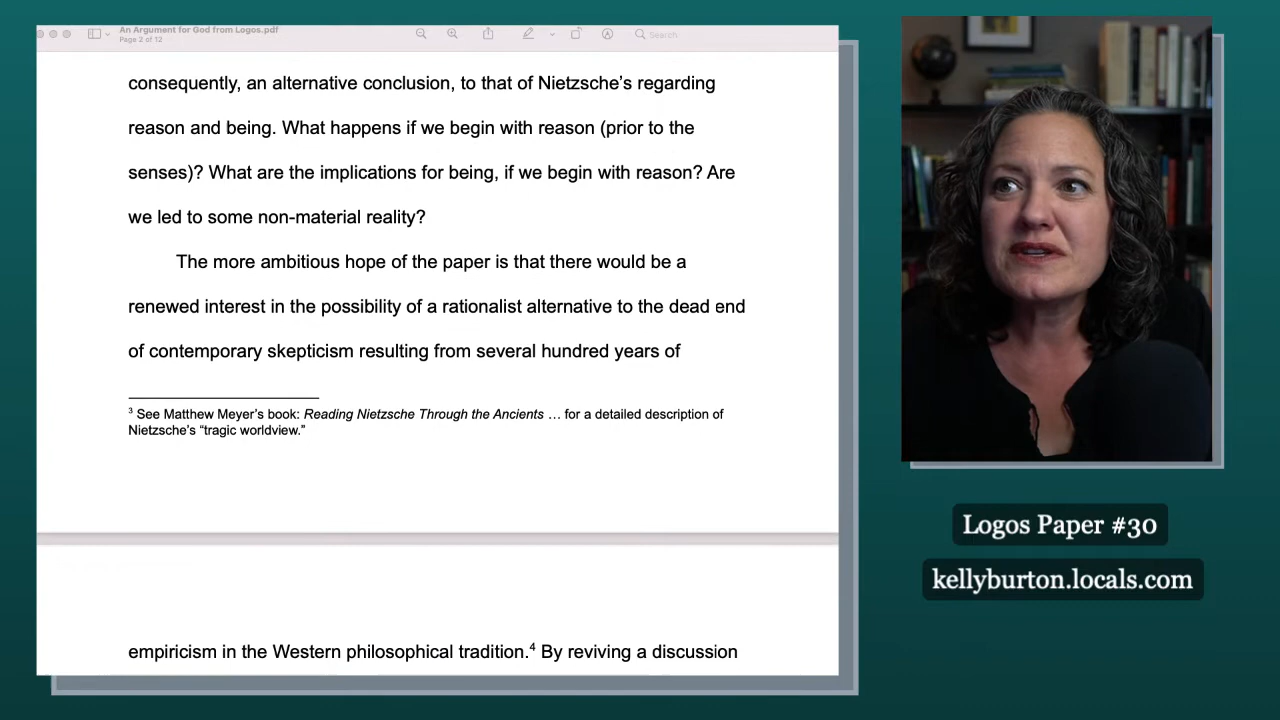 An Argument for God from Logos.pdf
Page 2 of 12
Search
consequently, an alternative conclusion, to that of Nietzsche’s regarding
reason and being. What happens if we begin with reason (prior to the
senses)? What are the implications for being, if we begin with reason? Are
we led to some non-material reality?
The more ambitious hope of the paper is that there would be a
renewed interest in the possibility of a rationalist alternative to the dead end
of contemporary skepticism resulting from several hundred years of
3 See Matthew Meyer’s book: Reading Nietzsche Through the Ancients … for a detailed description of
Nietzsche’s “tragic worldview.”
empiricism in the Western philosophical tradition.4 By reviving a discussion
Logos Paper #30
kellyburton.locals.com